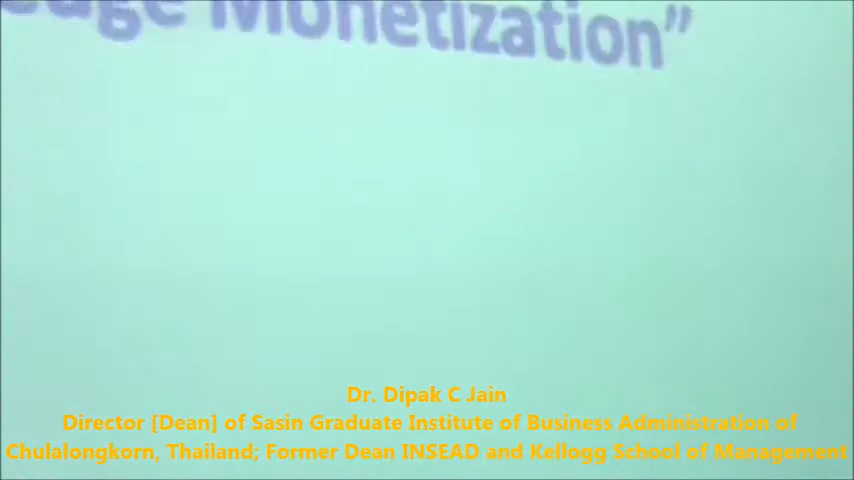 Monetization”
Dr. Dipak C Jain
Director [Dean] of Sasin Graduate Institute of Business Administration of
Chulalongkorn, Thailand; Former Dean INSEAD and Kellogg School of Management